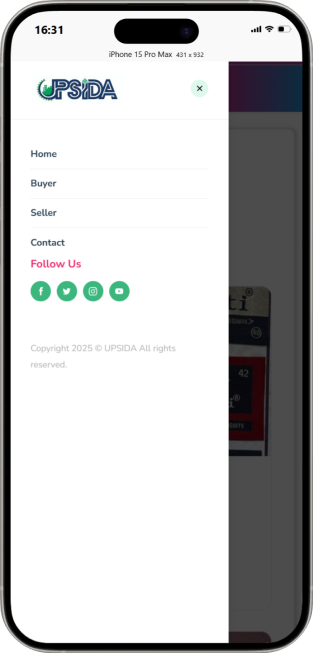 16:31
iPhone 15 Pro Max 431 x 932
UPSIDA
Home
Buyer
Seller
Contact
Follow Us
Copyright 2025 © UPSIDA All rights
reserved.
42